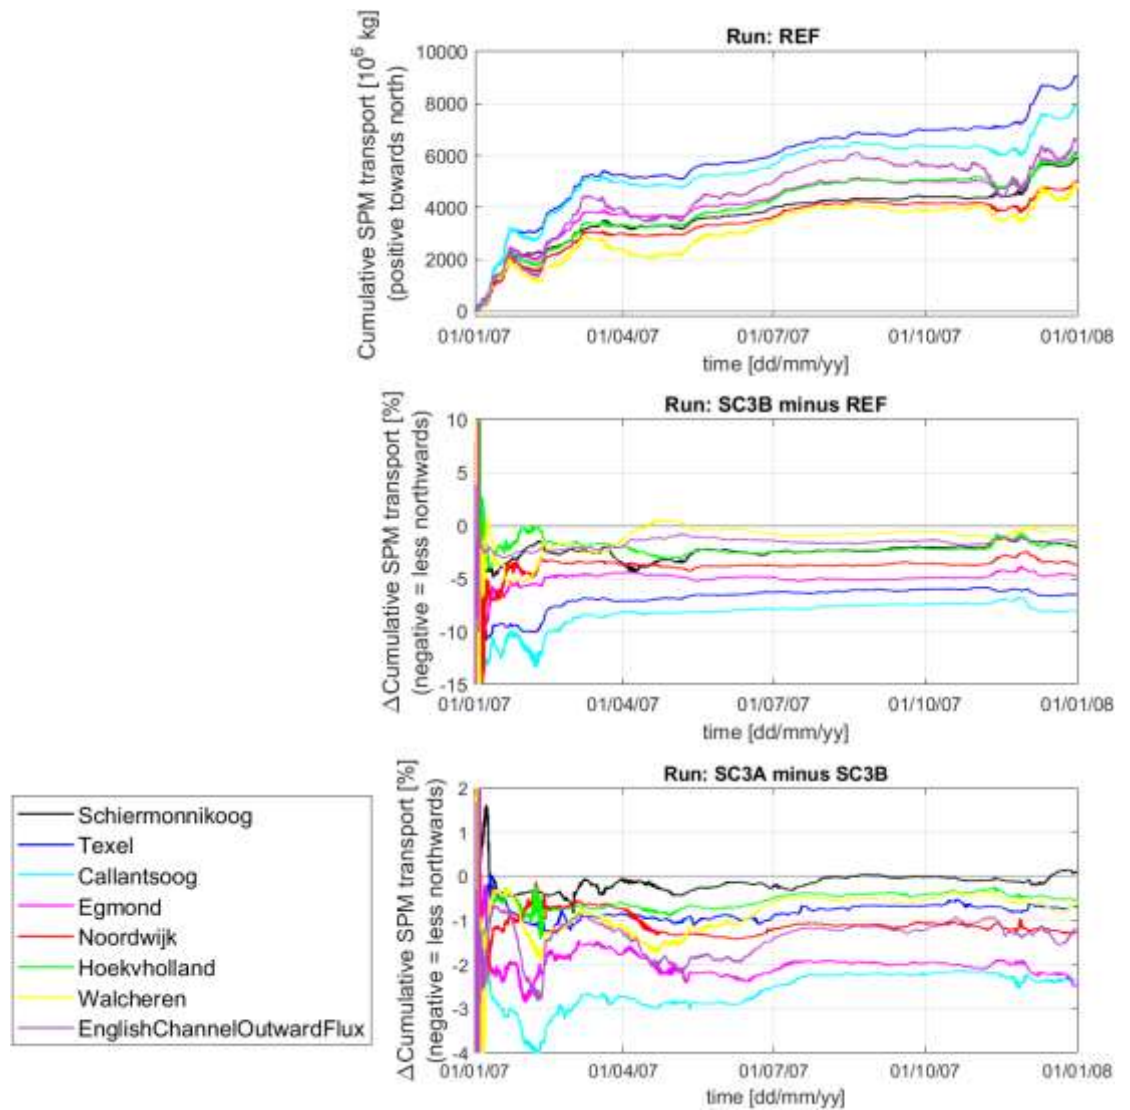 Run: REF
Cumulative SPM transport [10⁶ kg]
(positive towards north)
10000
8000
6000
4000
2000
0
01/01/07 01/04/07 01/07/07 01/10/07 01/01/08
time [dd/mm/yy]
Run: SC3B minus REF
ΔCumulative SPM transport [%]
(negative = less northwards)
10
5
0
-5
-10
-15
01/01/07 01/04/07 01/07/07 01/10/07 01/01/08
time [dd/mm/yy]
Run: SC3A minus SC3B
ΔCumulative SPM transport [%]
(negative = less northwards)
2
1
0
-1
-2
-3
-4
01/01/07 01/04/07 01/07/07 01/10/07 01/01/08
time [dd/mm/yy]
Schiermonnikoog
Texel
Callantsoog
Egmond
Noordwijk
Hoekvholland
Walcheren
EnglishChannelOutwardFlux